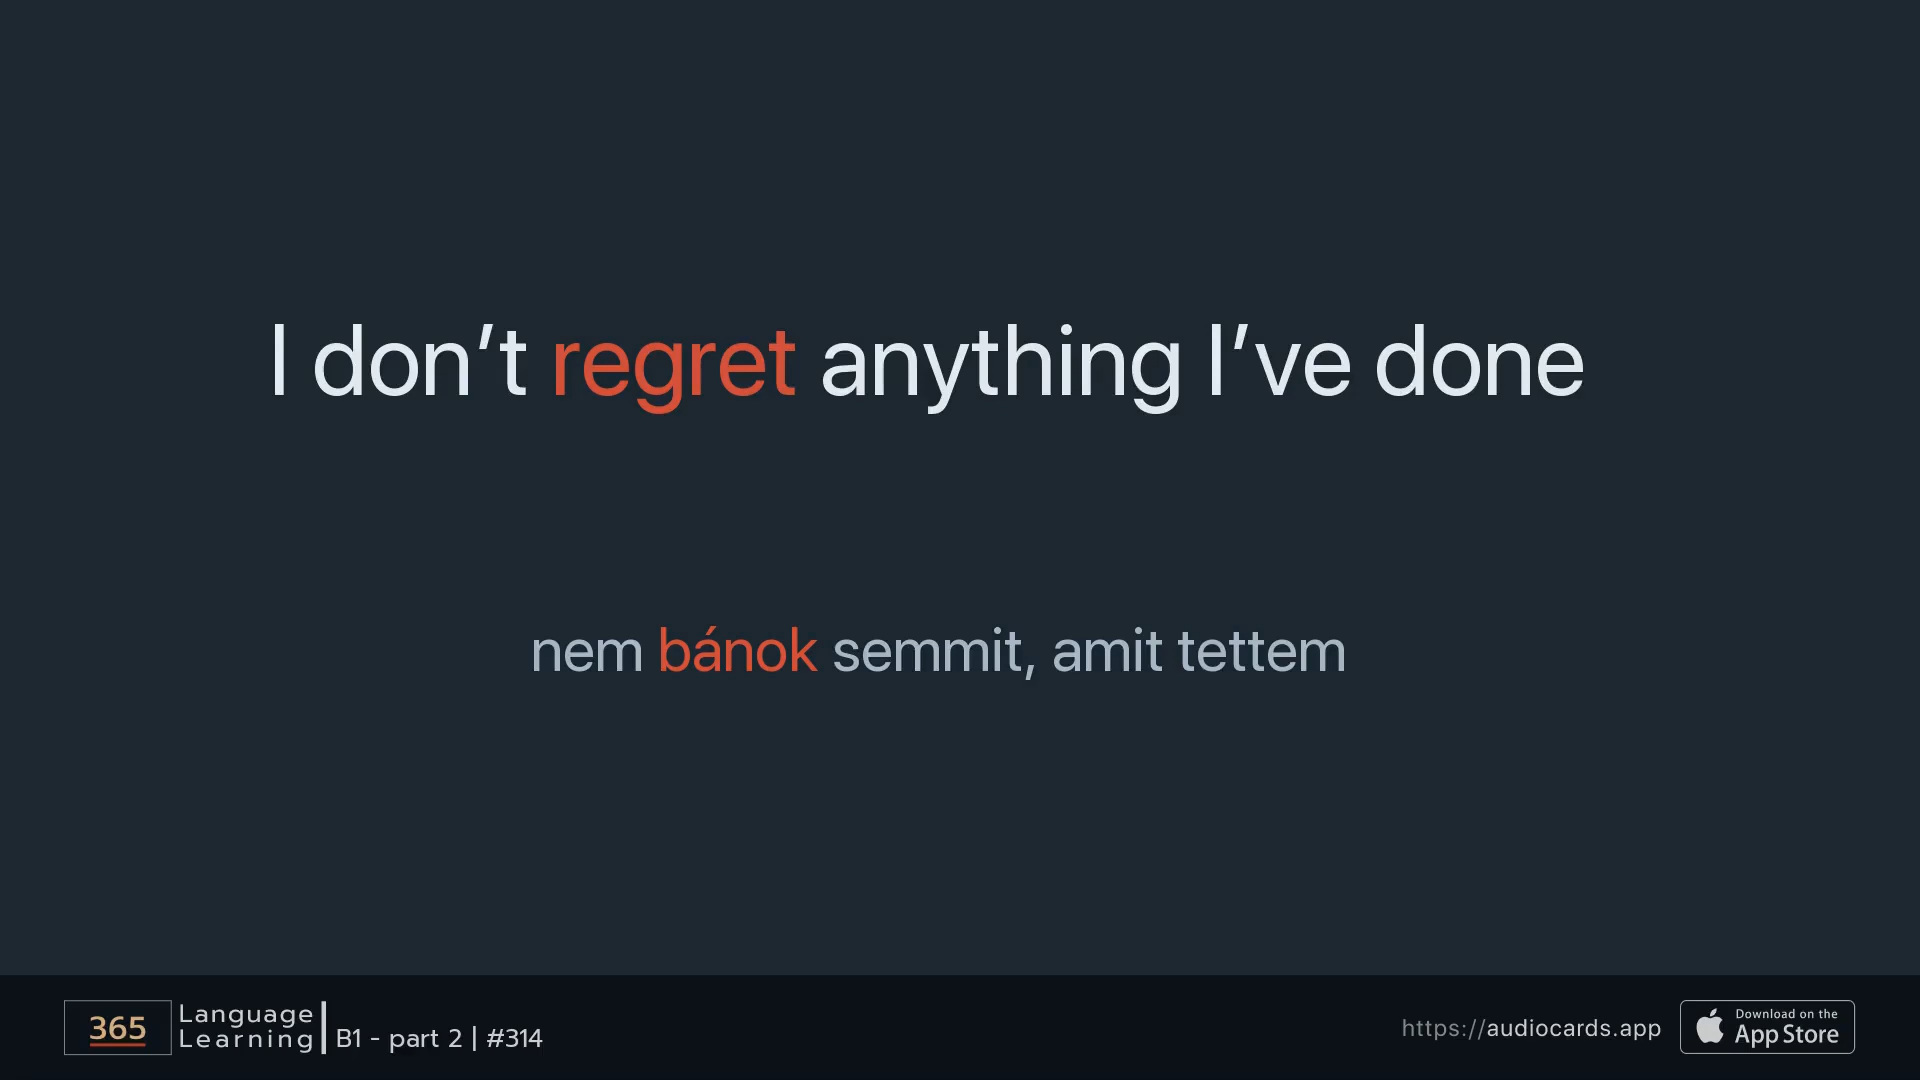 I don’t regret anything I’ve done
nem bánok semmit, amit tettem
365
Language
Learning
B1 - part 2 | #314
https://audiocards.app
Download on the
App Store